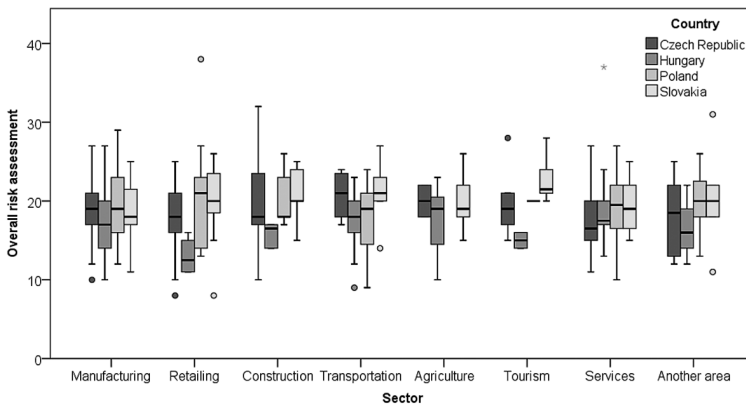 Country
Czech Republic
Hungary
Poland
Slovakia
Overall risk assessment
40
30
20
10
0
*
Manufacturing Retailing Construction Transportation Agriculture Tourism Services Another area
Sector